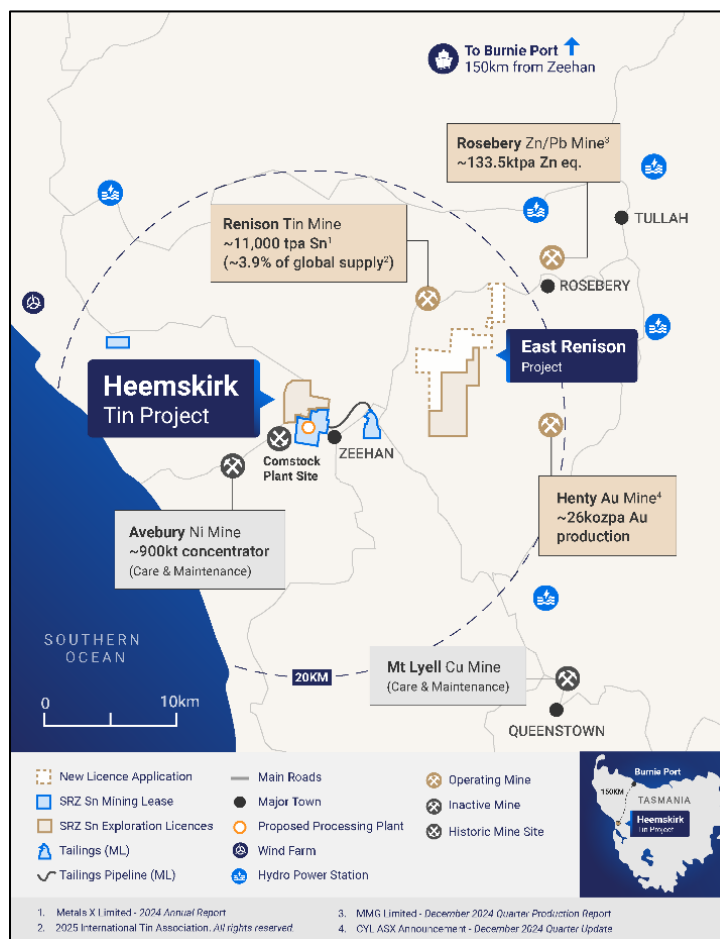 To Burnie Port
150km from Zeehan
Rosebery Zn/Pb Mine³
~133.5ktpa Zn eq.
Renison Tin Mine
~11,000 tpa Sn¹
(~3.9% of global supply²)
TULLAH
ROSEBERY
East Renison
Project
Heemskirk
Tin Project
ZEEHAN
Comstock
Plant Site
Avebury Ni Mine
~900kt concentrator
(Care & Maintenance)
Henty Au Mine⁴
~26kozpa Au
production
SOUTHERN
OCEAN
0 10km
20KM
Mt Lyell Cu Mine
(Care & Maintenance)
QUEENSTOWN
New Licence Application
SRZ Sn Mining Lease
SRZ Sn Exploration Licences
Tailings (ML)
Tailings Pipeline (ML)
Main Roads
Major Town
Proposed Processing Plant
Wind Farm
Hydro Power Station
Operating Mine
Inactive Mine
Historic Mine Site
Burnie Port
150KM
TASMANIA
Heemskirk
Tin Project
1. Metals X Limited - 2024 Annual Report
2. 2025 International Tin Association. All rights reserved.
3. MMG Limited - December 2024 Quarter Production Report
4. CYL ASX Announcement - December 2024 Quarter Update